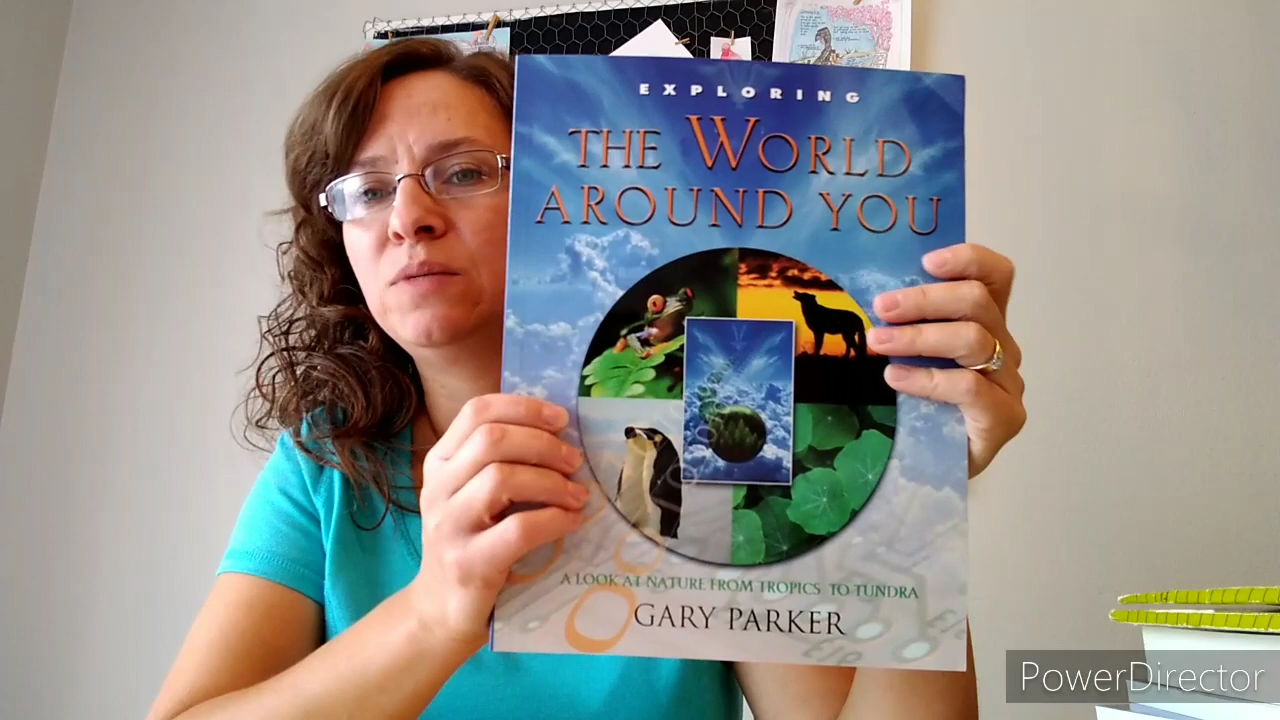 EXPLORING
THE WORLD
AROUND YOU
A LOOK AT NATURE FROM TROPICS TO TUNDRA
GARY PARKER
PowerDirector